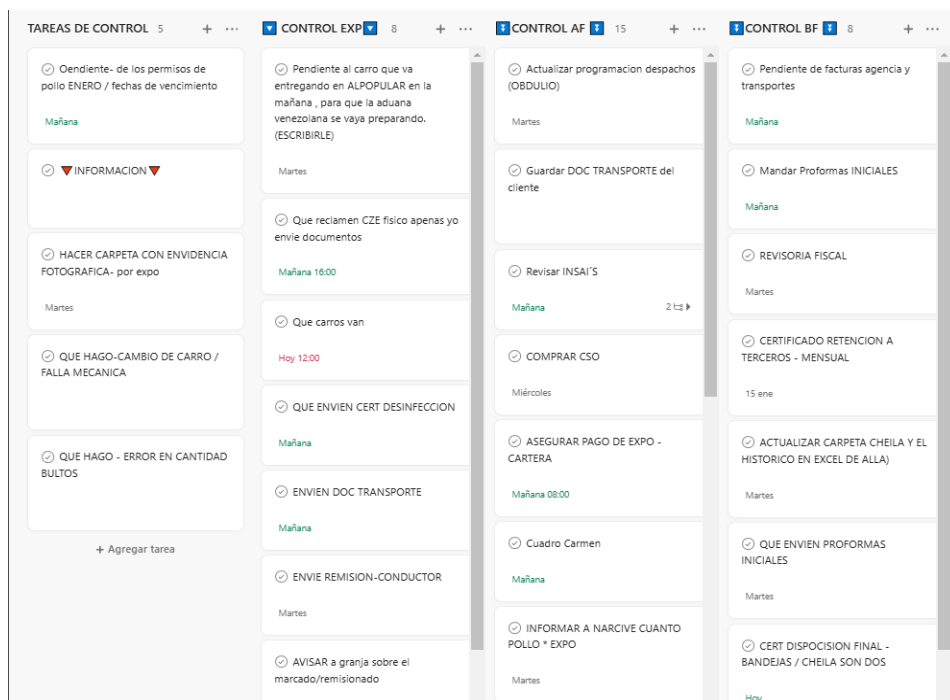 TAREAS DE CONTROL 5
Oendiente- de los permisos de
pollo ENERO / fechas de vencimiento
Mañana
🔻INFORMACION🔻
HACER CARPETA CON ENVIDENCIA
FOTOGRAFICA- por expo
Martes
QUE HAGO-CAMBIO DE CARRO /
FALLA MECANICA
QUE HAGO - ERROR EN CANTIDAD
BULTOS
+ Agregar tarea
🔽 CONTROL EXP🔽 8
Pendiente al carro que va
entregando en ALPOPULAR en la
mañana , para que la aduana
venezolana se vaya preparando.
(ESCRIBIRLE)
Martes
Que reclamen CZE fisico apenas yo
envie documentos
Mañana 16:00
Que carros van
Hoy 12:00
QUE ENVIEN CERT DESINFECCION
Mañana
ENVIEN DOC TRANSPORTE
Mañana
ENVIE REMISION-CONDUCTOR
Martes
AVISAR a granja sobre el
marcado/remisionado
⏬CONTROL AF ⏬ 15
Actualizar programacion despachos
(OBDULIO)
Martes
Guardar DOC TRANSPORTE del
cliente
Revisar INSAI´S
Mañana
2
COMPRAR CSO
Miércoles
ASEGURAR PAGO DE EXPO -
CARTERA
Mañana 08:00
Cuadro Carmen
Mañana
INFORMAR A NARCIVE CUANTO
POLLO * EXPO
Martes
⏬CONTROL BF ⏬ 8
Pendiente de facturas agencia y
transportes
Mañana
Mandar Proformas INICIALES
Mañana
REVISORIA FISCAL
Martes
CERTIFICADO RETENCION A
TERCEROS - MENSUAL
15 ene
ACTUALIZAR CARPETA CHEILA Y EL
HISTORICO EN EXCEL DE ALLA)
Martes
QUE ENVIEN PROFORMAS
INICIALES
Martes
CERT DISPOCISION FINAL -
BANDEJAS / CHEILA SON DOS
Hoy